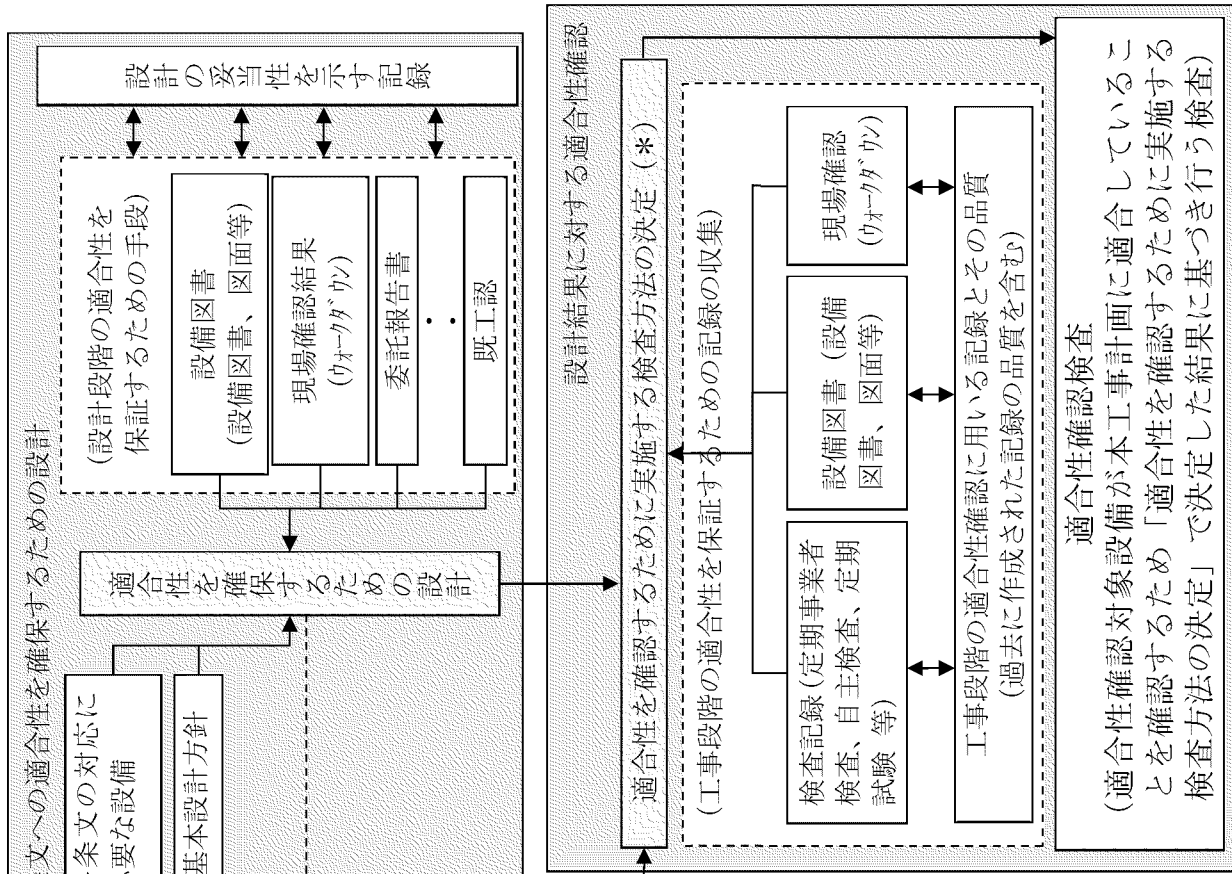 文への適合性を確保するための設計
条文の対応に
要な設備
基本設計方針
適合性を確保するための設計
(設計段階の適合性を
保証するための手段)
設備図書
(設備図書、図面等)
現場確認結果
(ウォークダウン)
委託報告書
・・
既工認
設計の妥当性を示す記録
設計結果に対する適合性確認
適合性を確認するために実施する検査方法の決定 (*)
(工事段階の適合性を保証するための記録の収集)
検査記録 (定期事業者
検査、自主検査、定期
試験 等)
設備図書 (設備
図書、図面等)
現場確認
(ウォークダウン)
工事段階の適合性確認に用いる記録とその品質
(過去に作成された記録の品質を含む)
適合性確認検査
(適合性確認対象設備が本工事計画に適合しているこ
とを確認するため「適合性を確認するために実施する
検査方法の決定」で決定した結果に基づき行う検査)